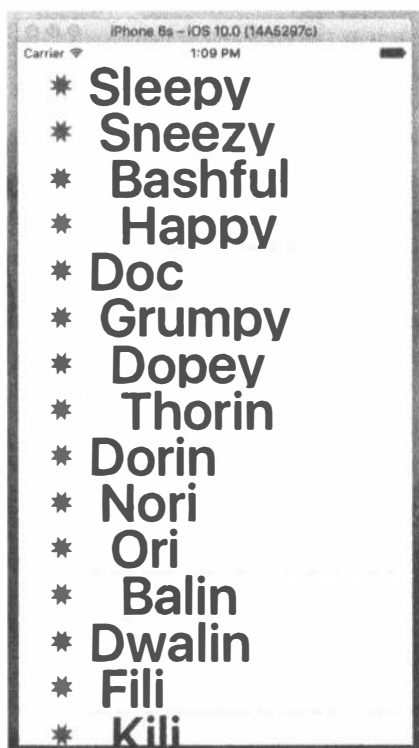 iPhone 6s – iOS 10.0 (14A5297c)
Carrier 1:09 PM
Sleepy
Sneezy
Bashful
Happy
Doc
Grumpy
Dopey
Thorin
Dorin
Nori
Ori
Balin
Dwalin
Fili
Kili